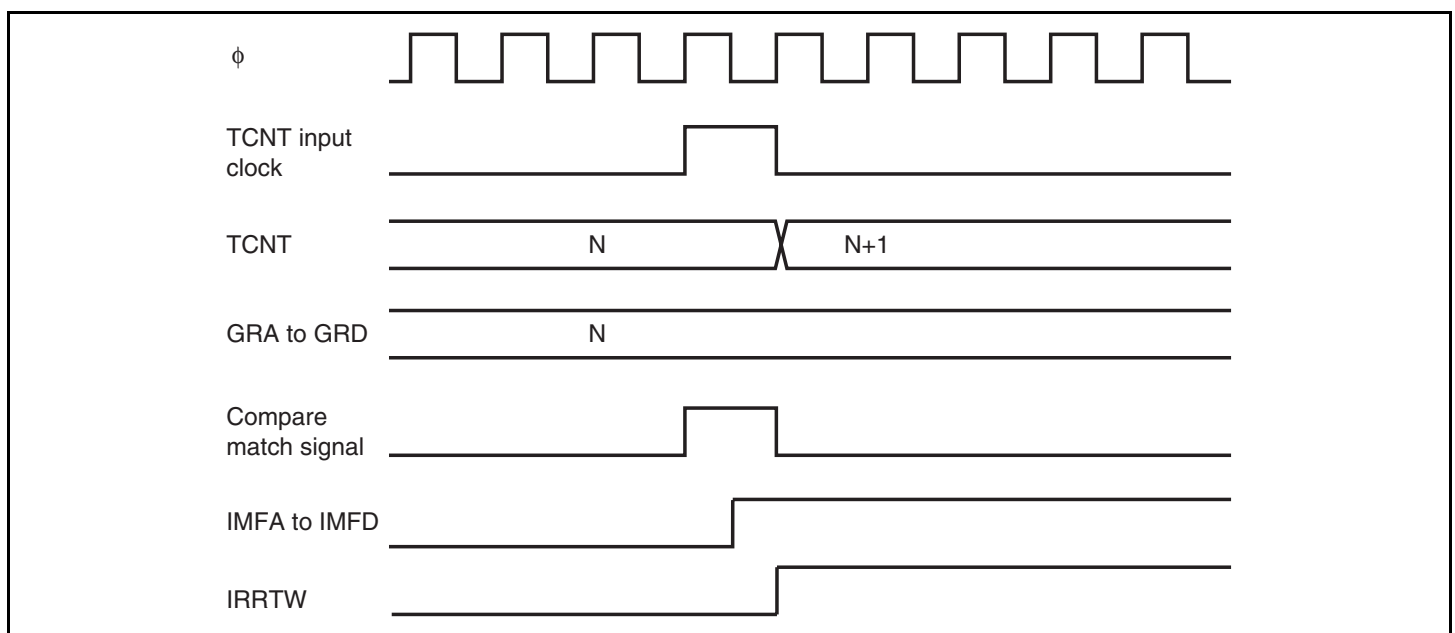 ϕ
TCNT input
clock
TCNT
N
N+1
GRA to GRD
N
Compare
match signal
IMFA to IMFD
IRRTW